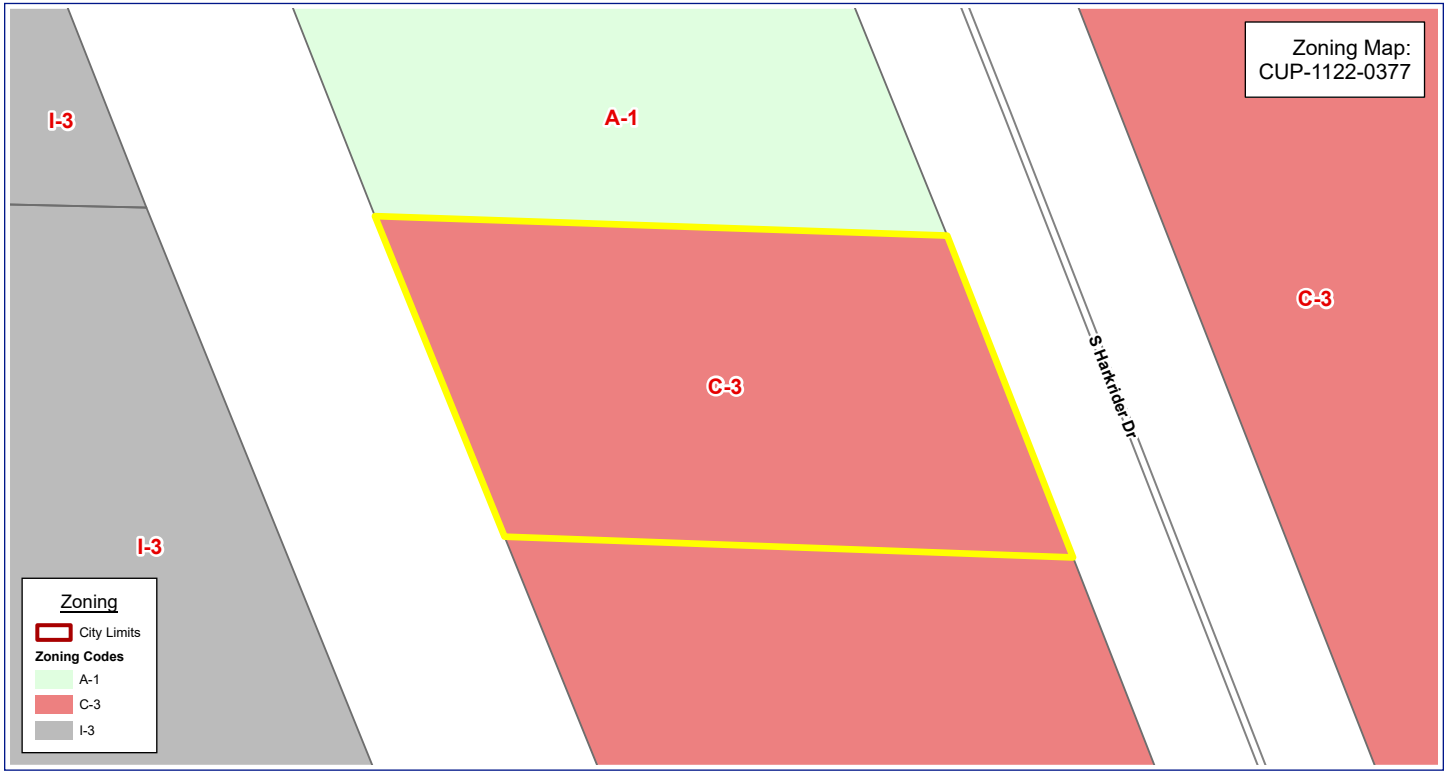 Zoning Map:
CUP-1122-0377
I-3
A-1
C-3
C-3
S Harkrider Dr
I-3
Zoning
City Limits
Zoning Codes
A-1
C-3
I-3